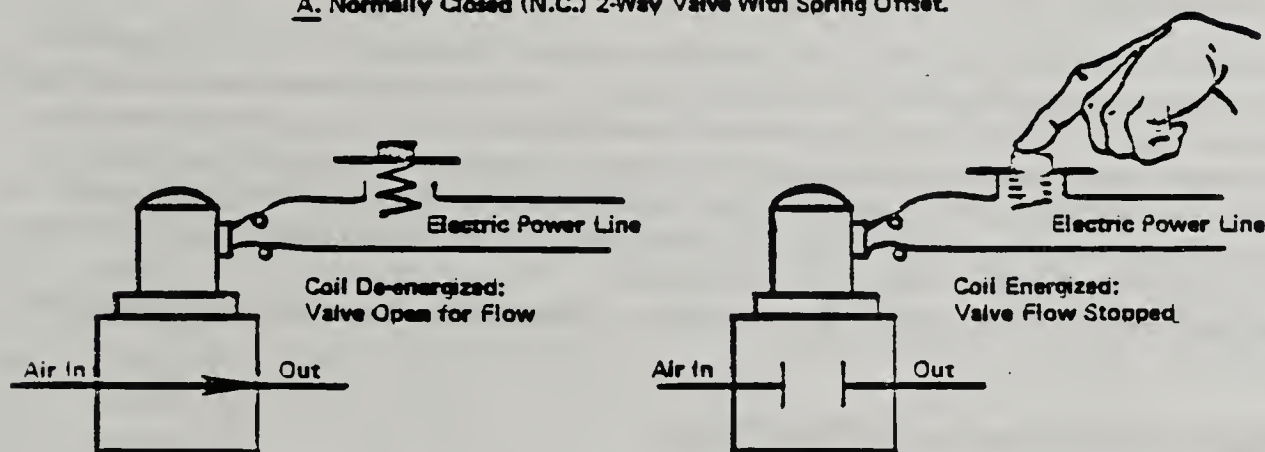 A. Normally Closed (N.C.) 2-Way Valve With Spring Offset.
Electric Power Line
Coil De-energized:
Valve Open for Flow
Air In
Out
Electric Power Line
Coil Energized:
Valve Flow Stopped
Air In
Out